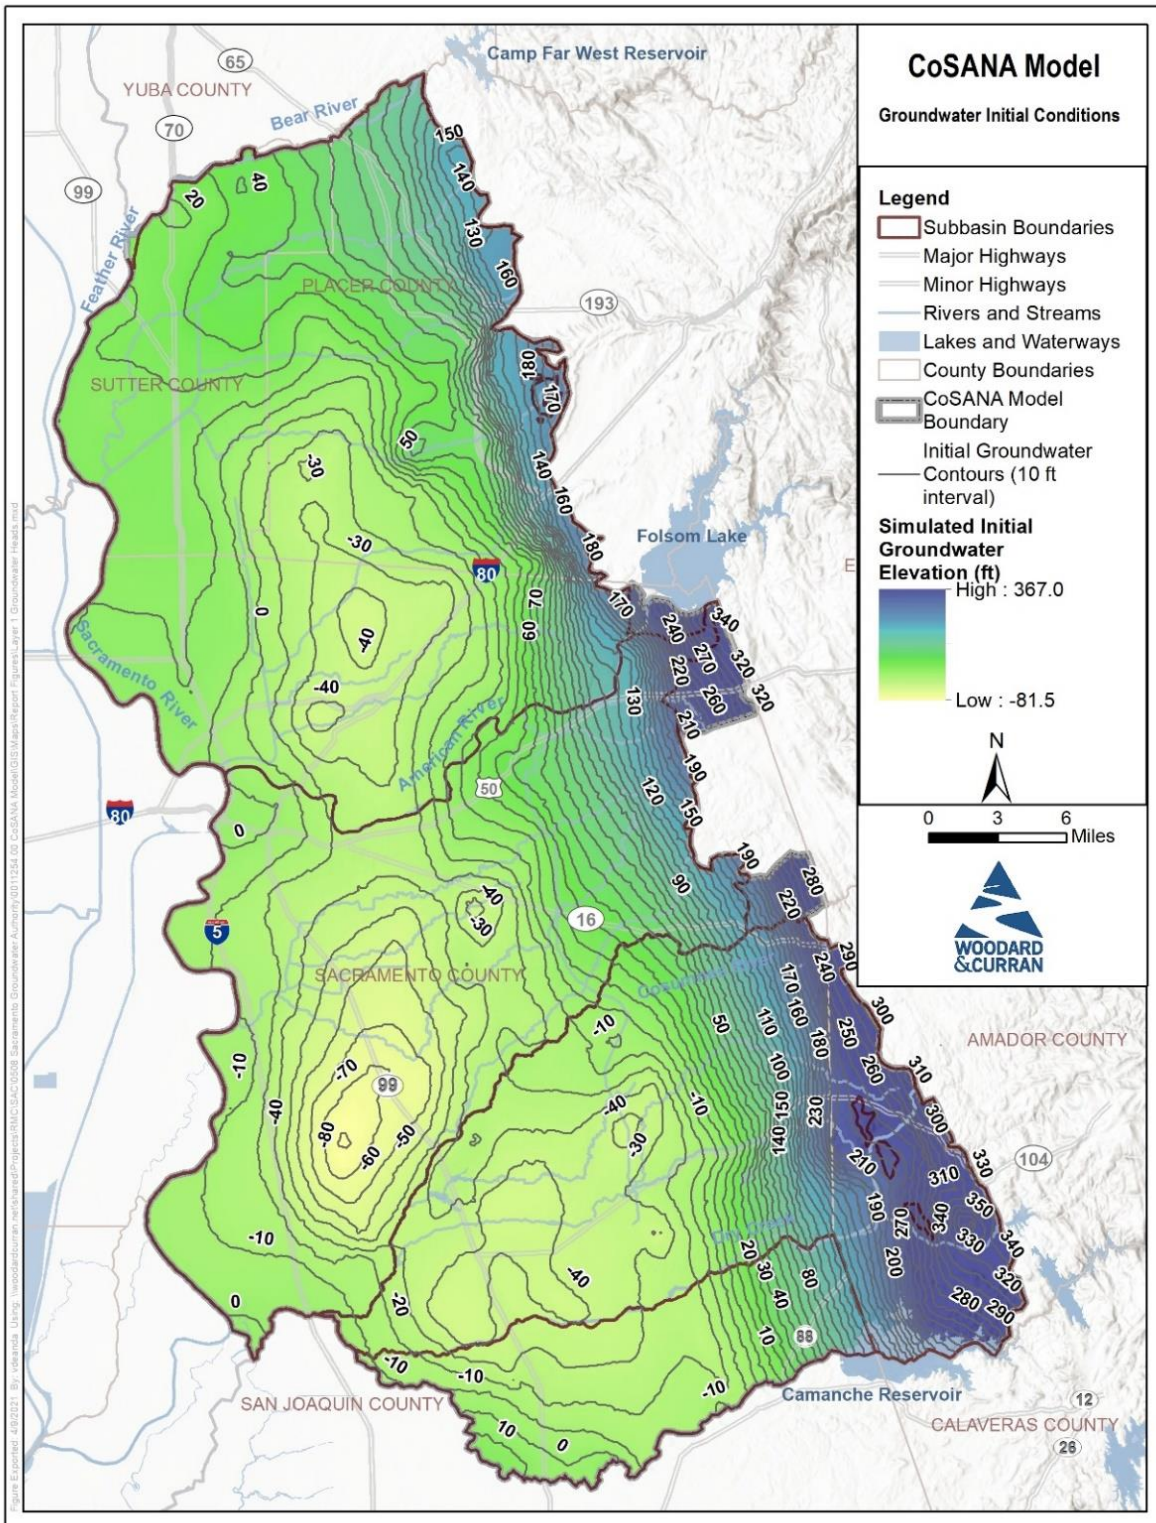 CoSANA Model
Groundwater Initial Conditions
Legend
Subbasin Boundaries
Major Highways
Minor Highways
Rivers and Streams
Lakes and Waterways
County Boundaries
CoSANA Model
Boundary
Initial Groundwater
Contours (10 ft
interval)
Simulated Initial
Groundwater
Elevation (ft)
High : 367.0
Low : -81.5
N
0 3 6
Miles
WOODARD
&CURRAN
Camp Far West Reservoir
65
YUBA COUNTY
Bear River
70
150
99
20
40
140
130
Feather River
160
PLACER COUNTY
193
180
170
SUTTER COUNTY
50
-30
140
160
-30
Folsom Lake
180
80
E
70
60
0
170
340
240
-40
270
320
220
-40
130
260
320
210
Sacramento River
American River
190
50
120
150
80
0
190
280
90
220
-40
-30
16
5
SACRAMENTO COUNTY
290
240
170
300
160
-10
50
110
250
180
AMADOR COUNTY
-10
-70
99
100
260
310
-40
-40
-10
150
230
300
-80
-50
-30
140
-60
210
330
104
310
190
350
270
340
-10
330
340
20
200
-40
30
80
320
0
-20
40
280
290
10
88
-10
-10
-10
Camanche Reservoir
SAN JOAQUIN COUNTY
10
0
12
CALAVERAS COUNTY
26